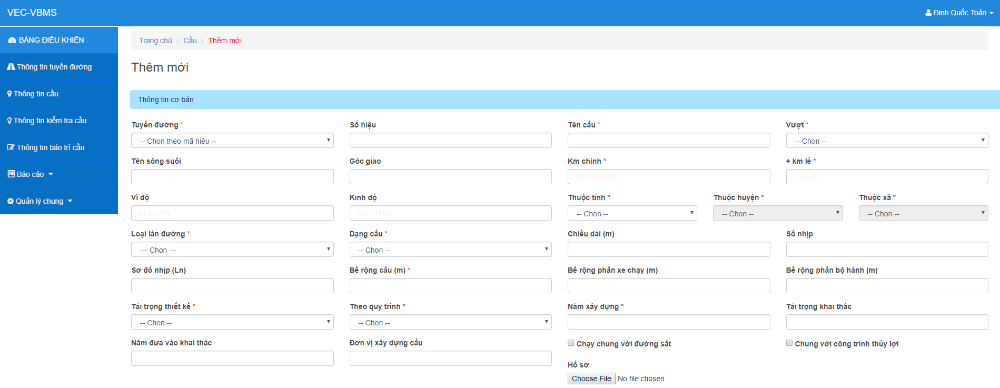 VEC-VBMS
Đinh Quốc Toản
BẢNG ĐIỀU KHIỂN
Thông tin tuyến đường
Thông tin cầu
Thông tin kiểm tra cầu
Thông tin bảo trì cầu
Báo cáo
Quản lý chung
Trang chủ / Cầu / Thêm mới
Thêm mới
Thông tin cơ bản
Tuyến đường * Số hiệu Tên cầu * Vượt *
-- Chon theo mã hiêu -- -- Chon --
Tên sông suối Góc giao Km chính * + km lẻ *
Từ km chính + km lẻ
Vĩ độ Kinh độ Thuộc tỉnh * Thuộc huyện * Thuộc xã *
21.111111 105.111111 -- Chon -- -- Chon -- -- Chon --
Loại làn đường * Dạng cầu * Chiều dài (m) Số nhịp
--- Chon --- -- Chon --
Sơ đồ nhịp (Ln) Bề rộng cầu (m) * Bề rộng phần xe chạy (m) Bề rộng phần bộ hành (m)
Tải trọng thiết kế * Theo quy trình * Năm xây dựng * Tải trọng khai thác
-- Chon -- -- Chon --
Năm đưa vào khai thác Đơn vị xây dựng cầu Chạy chung với đường sắt Chung với công trình thủy lợi
Hồ sơ
Choose File No file chosen